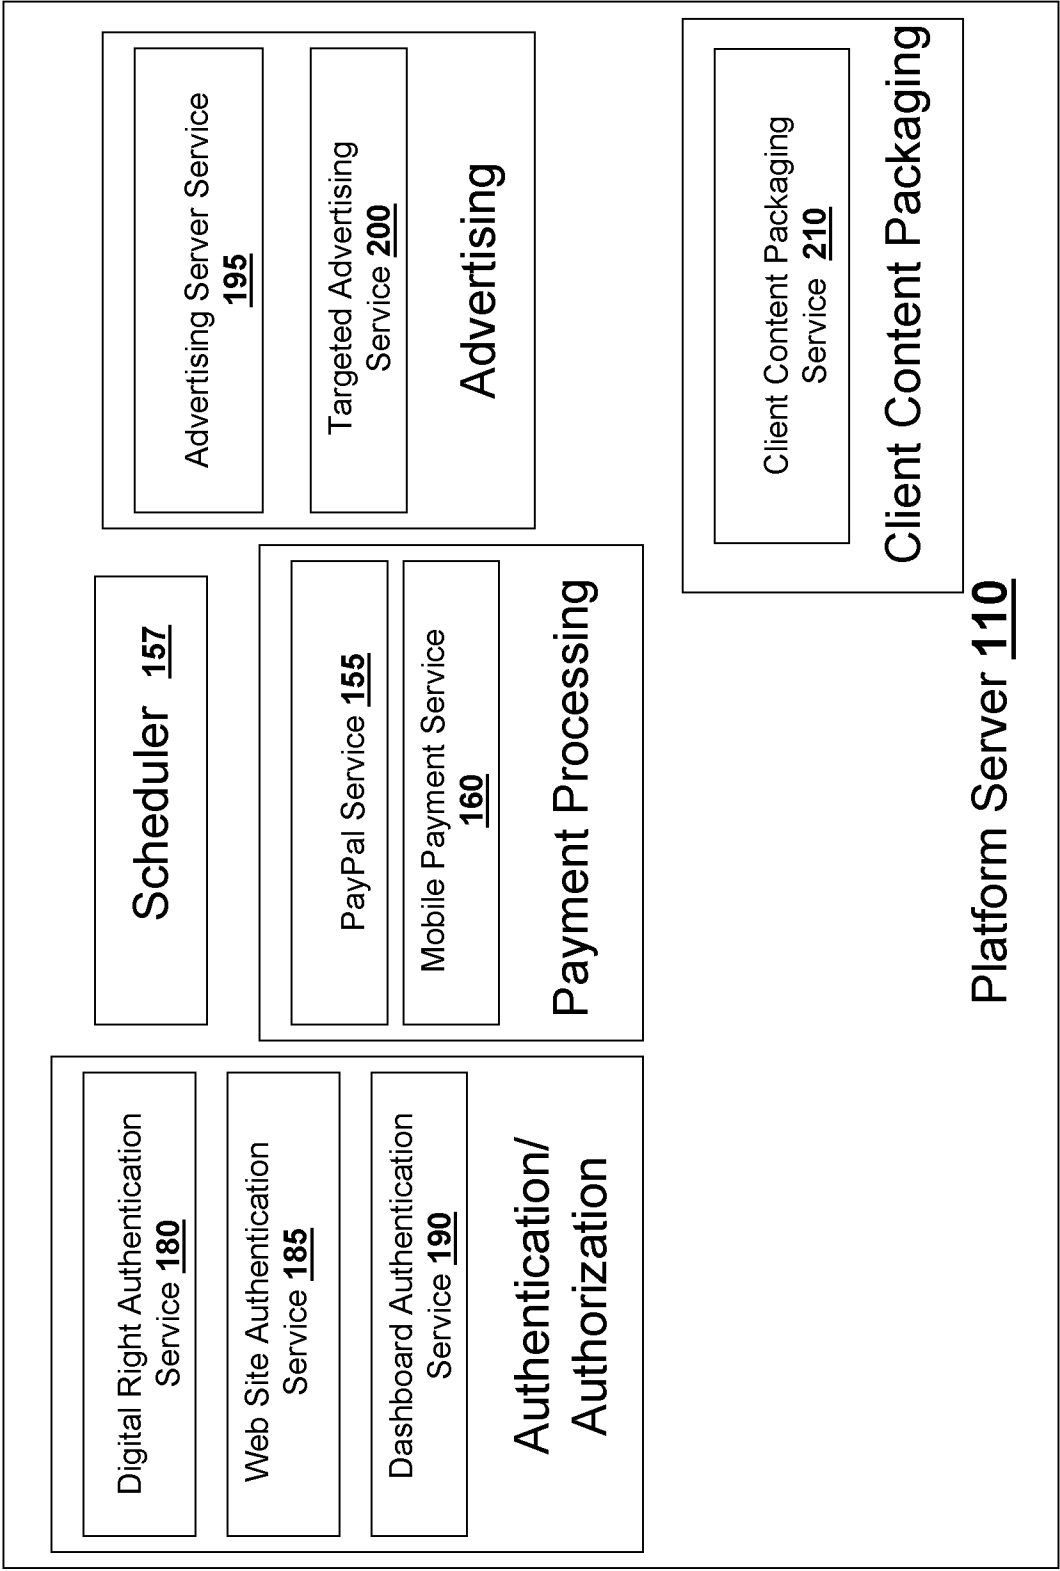 Digital Right Authentication
Service 180
Web Site Authentication
Service 185
Dashboard Authentication
Service 190
Authentication/
Authorization
Scheduler 157
PayPal Service 155
Mobile Payment Service
160
Payment Processing
Advertising Server Service
195
Targeted Advertising
Service 200
Advertising
Client Content Packaging
Service 210
Client Content Packaging
Platform Server 110